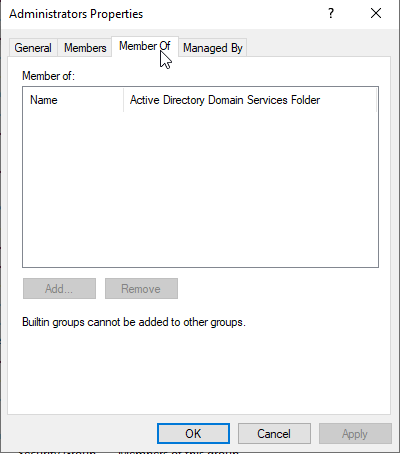 Administrators Properties ? ×
General Members Member Of Managed By
Member of:
Name Active Directory Domain Services Folder
Add... Remove
Builtin groups cannot be added to other groups.
OK Cancel Apply